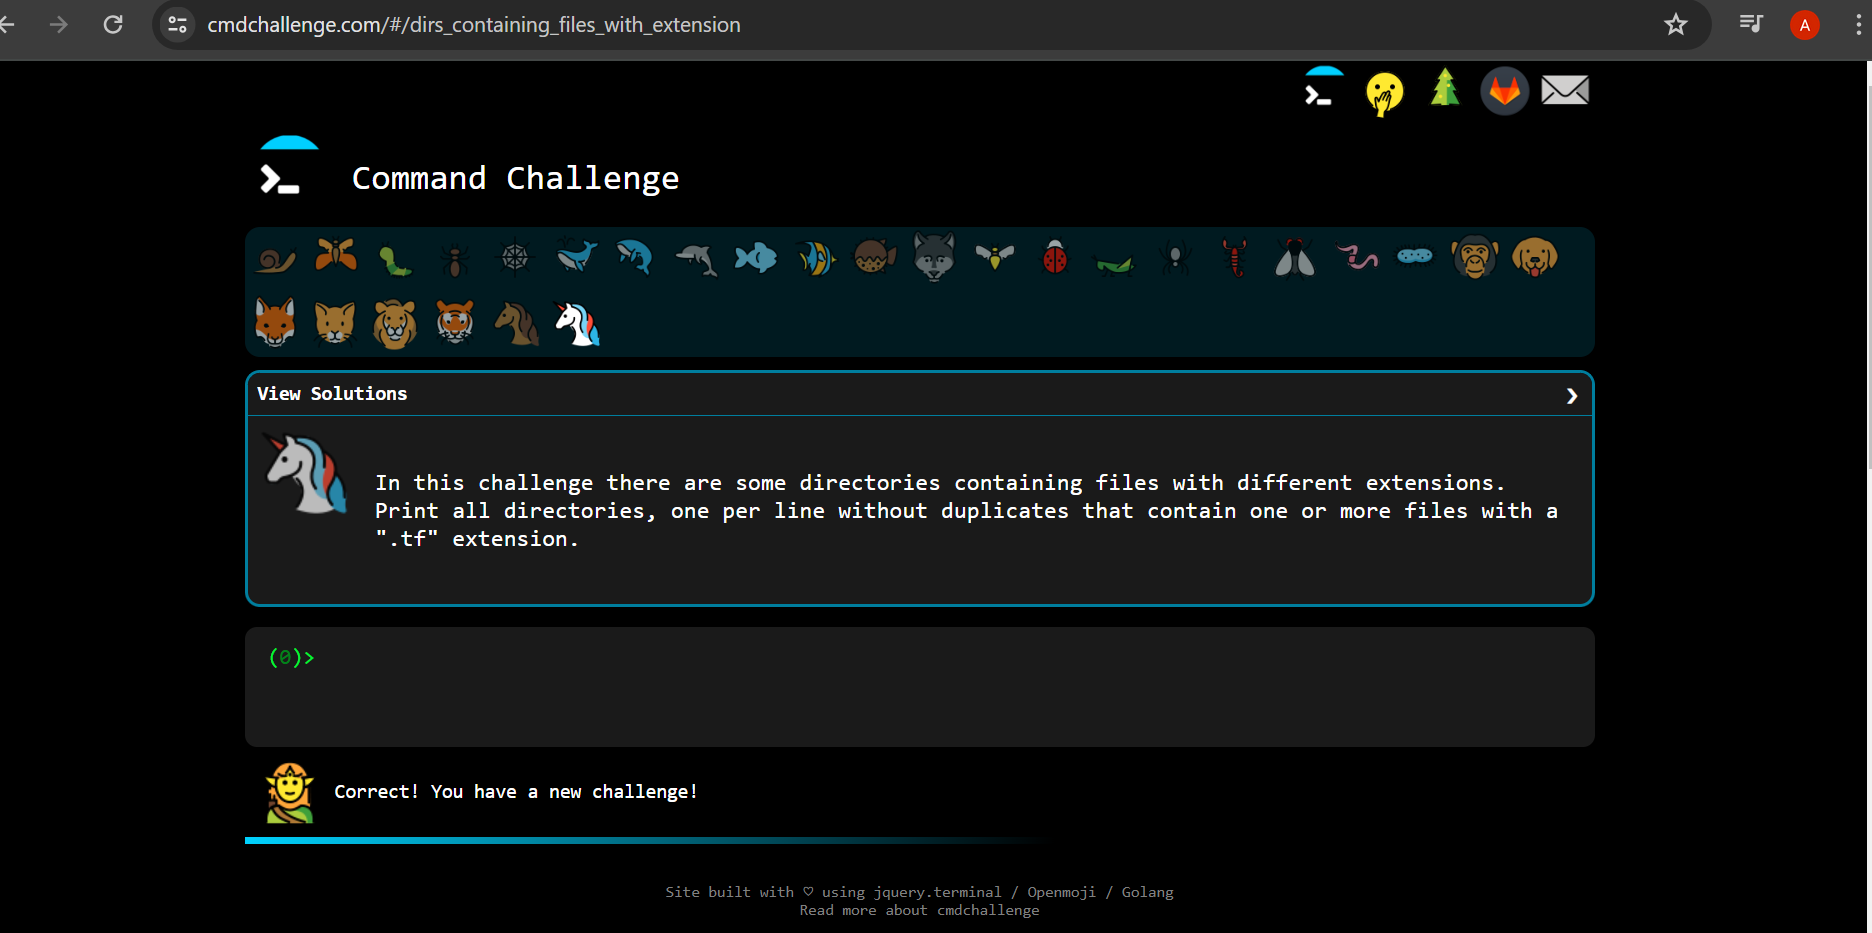 cmdchallenge.com/#/dirs_containing_files_with_extension
A
Command Challenge
View Solutions
In this challenge there are some directories containing files with different extensions.
Print all directories, one per line without duplicates that contain one or more files with a
".tf" extension.
(0)>
Correct! You have a new challenge!
Site built with ♡ using jquery.terminal / Openmoji / Golang
Read more about cmdchallenge